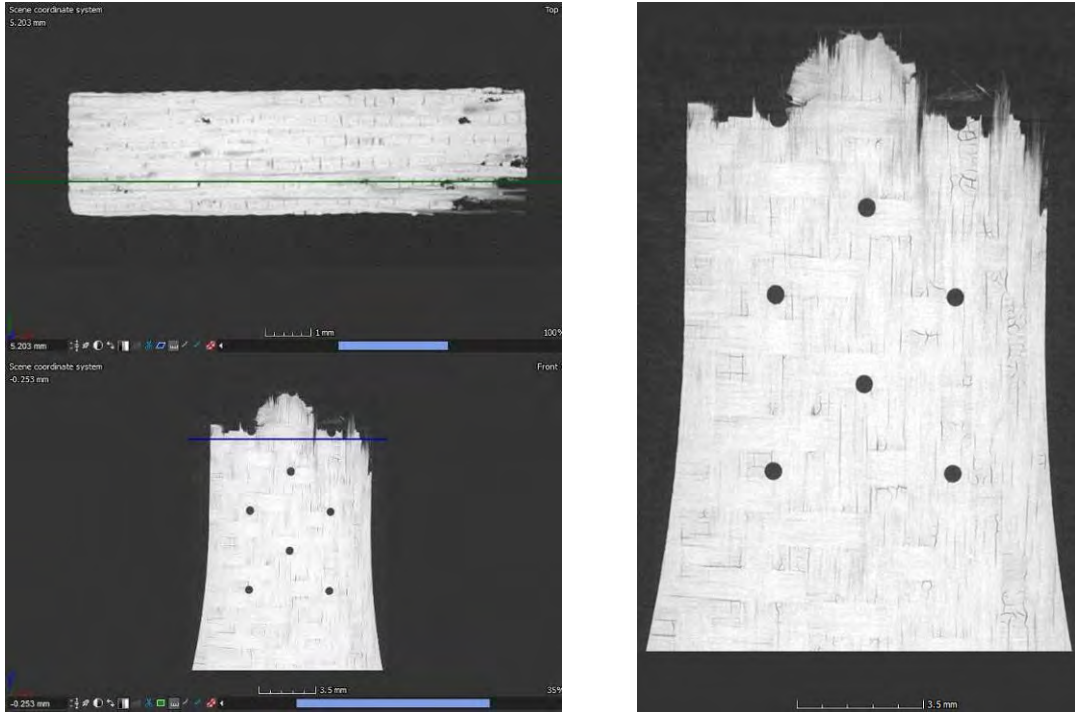 Scene coordinate system
5.203 mm
Top
1 mm
5.203 mm
100%
Scene coordinate system
-0.253 mm
Front
3.5 mm
-0.253 mm
35%
3.5 mm